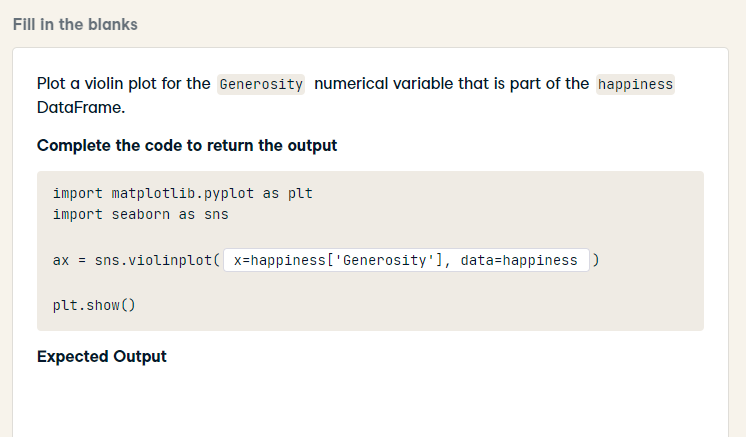 Fill in the blanks
Plot a violin plot for the Generosity numerical variable that is part of the happiness
DataFrame.
Complete the code to return the output
import matplotlib.pyplot as plt
import seaborn as sns
ax = sns.violinplot( x=happiness['Generosity'], data=happiness )
plt.show()
Expected Output